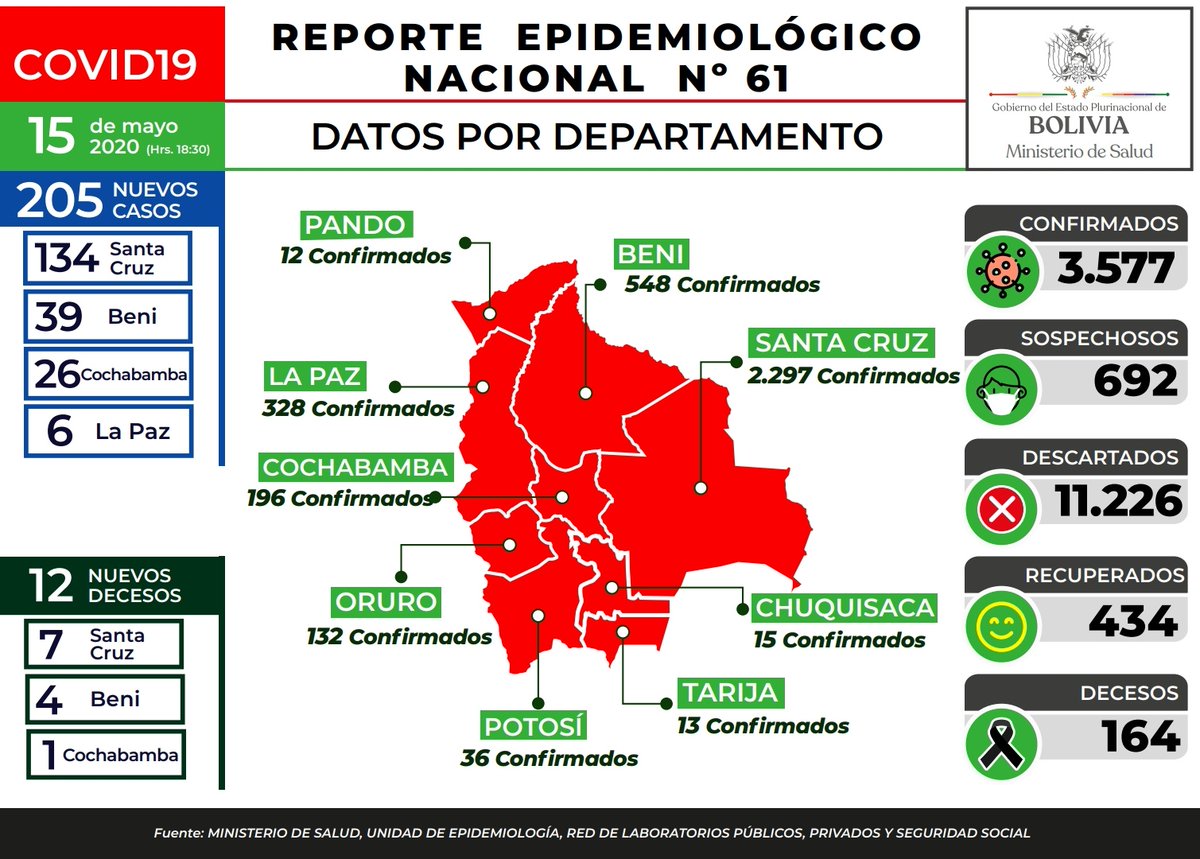 COVID19
REPORTE EPIDEMIOLÓGICO
NACIONAL Nº 61
DATOS POR DEPARTAMENTO
Gobierno del Estado Plurinacional de
BOLIVIA
Ministerio de Salud
15 de mayo
2020 (Hrs. 18:30)
205 NUEVOS
CASOS
134 Santa
Cruz
39 Beni
26 Cochabamba
6 La Paz
12 NUEVOS
DECESOS
7 Santa
Cruz
4 Beni
1 Cochabamba
PANDO
12 Confirmados
BENI
548 Confirmados
SANTA CRUZ
2.297 Confirmados
LA PAZ
328 Confirmados
COCHABAMBA
196 Confirmados
ORURO
132 Confirmados
CHUQUISACA
15 Confirmados
TARIJA
13 Confirmados
POTOSÍ
36 Confirmados
CONFIRMADOS
3.577
SOSPECHOSOS
692
DESCARTADOS
11.226
RECUPERADOS
434
DECESOS
164
Fuente: MINISTERIO DE SALUD, UNIDAD DE EPIDEMIOLOGÍA, RED DE LABORATORIOS PÚBLICOS, PRIVADOS Y SEGURIDAD SOCIAL